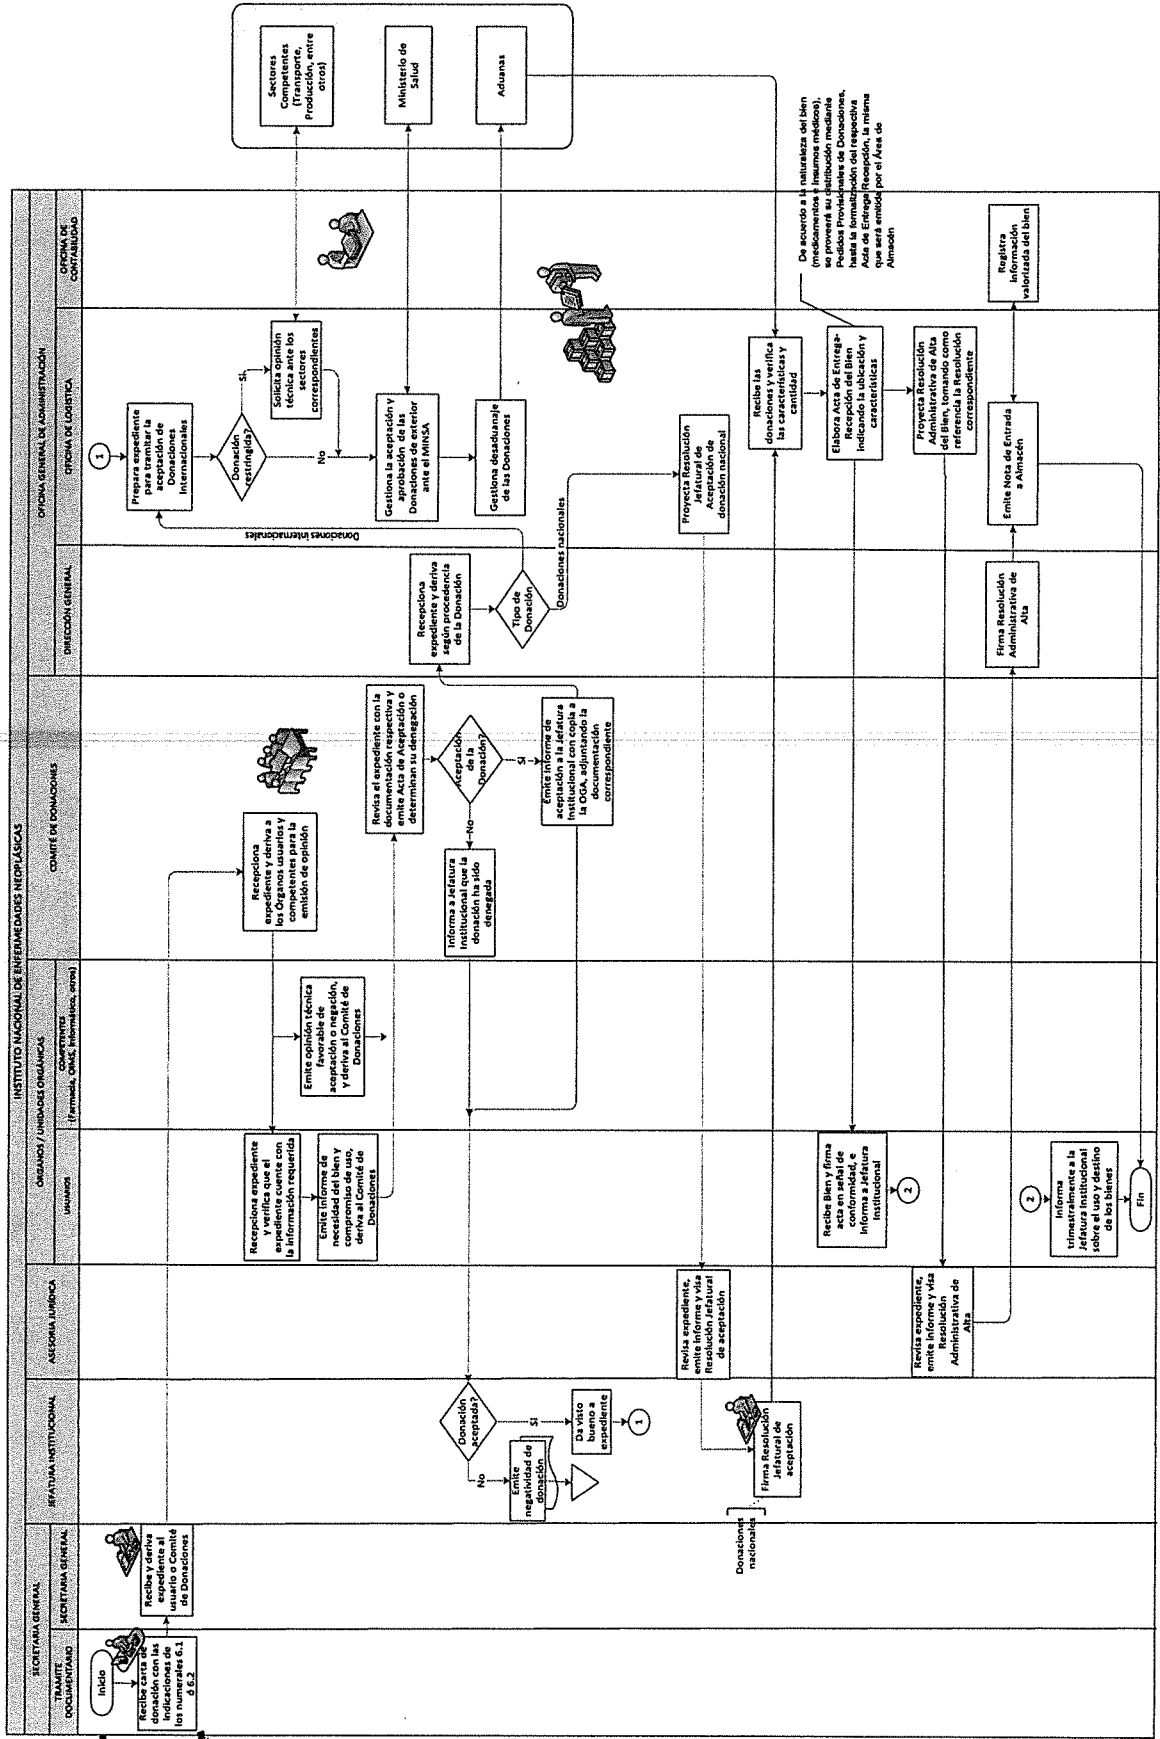 INSTITUTO NACIONAL DE ENFERMEDADES NEOPLÁSICAS
SECRETARIA GENERAL
TRAMITE
DOCUMENTARIO
SECRETARIA GENERAL
JEFATURA INSTITUCIONAL
ASESORIA JURÍDICA
ORGANOS / UNIDADES ORGÁNICAS
USUARIOS
COMPETENTES
(Farmacia, ORMS, Informático, otros)
COMITÉ DE DONACIONES
OFICINA GENERAL DE ADMINISTRACIÓN
DIRECCIÓN GENERAL
OFICINA DE LOGISTICA
OFICINA DE
CONTABILIDAD
Inicio
Recibe carta de
donación con las
indicaciones de
los numerales 6.1
ó 6.2
Recibe y deriva
expediente al
usuario o Comité
de Donaciones
Recepciona
expediente y deriva a
los Órganos usuarios y
competentes para la
emisión de opinión
Recepciona expediente
y verifica que el
expediente cuente con
la información requerida
Emite informe de
necesidad del bien y
compromiso de uso,
deriva al Comité de
Donaciones
Emite opinión técnica
favorable de
aceptación o negación,
y deriva al Comité de
Donaciones
Revisa el expediente con la
documentación respectiva y
emite Acta de Aceptación o
determinan su denegación
Aceptación
de la
Donación?
No
Si
Informa a Jefatura
Institucional que la
donación ha sido
denegada
Emite informe de
aceptación a la Jefatura
Institucional con copia a
la OGA, adjuntando la
documentación
correspondiente
Donación
aceptada?
No
Si
Emite
negatividad de
donación
Da visto
bueno a
expediente
1
Recepciona
expediente y deriva
según procedencia
de la Donación
Tipo de
Donación
Donaciones internacionales
Donaciones nacionales
1
Prepara expediente
para tramitar la
aceptación de
Donaciones
Internacionales
Donación
restringida?
Si
No
Solicita opinión
técnica ante los
sectores
correspondientes
Gestiona la aceptación y
aprobación de las
Donaciones de exterior
ante el MINSA
Gestiona desaduanaje
de las Donaciones
Sectores
Competentes
(Transporte,
Producción, entre
otros)
Ministerio de
Salud
Aduanas
Proyecta Resolución
Jefatural de
Aceptación de
donación nacional
Revisa expediente,
emite informe y visa
Resolución Jefatural
de aceptación
Donaciones
nacionales
Firma Resolución
Jefatural de
aceptación
Recibe las
donaciones y verifica
las características y
cantidad
Elabora Acta de Entrega-
Recepción del Bien
indicando la ubicación y
características
De acuerdo a la naturaleza del bien
(medicamentos e insumos médicos),
se proveerá su distribución mediante
Pedidos Provisionales de Donaciones,
hasta la formalización del respectiva
Acta de Entrega Recepción, la misma
que será emitida por el Área de
Almacén
Recibe Bien y firma
acta en señal de
conformidad, e
Informa a Jefatura
Institucional
2
Proyecta Resolución
Administrativa de Alta
del Bien, tomando como
referencia la Resolución
correspondiente
Revisa expediente,
emite informe y visa
Resolución
Administrativa de
Alta
Firma Resolución
Administrativa de
Alta
Emite Nota de Entrada
a Almacén
Registra
información
valorizada del bien
2
Informa
trimestralmente a la
Jefatura Institucional
sobre el uso y destino
de los bienes
Fin